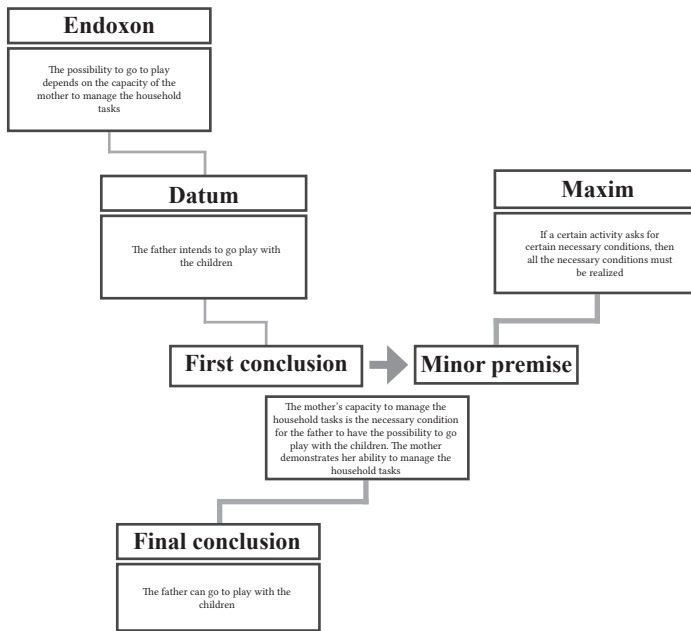 Endoxon
The possibility to go to play
depends on the capacity of the
mother to manage the household
tasks
Datum
The father intends to go play with
the children
Maxim
If a certain activity asks for
certain necessary conditions, then
all the necessary conditions must
be realized
First conclusion
Minor premise
The mother's capacity to manage the
household tasks is the necessary condition
for the father to have the possibility to go
play with the children. The mother
demonstrates her ability to manage the
household tasks
Final conclusion
The father can go to play with the
children